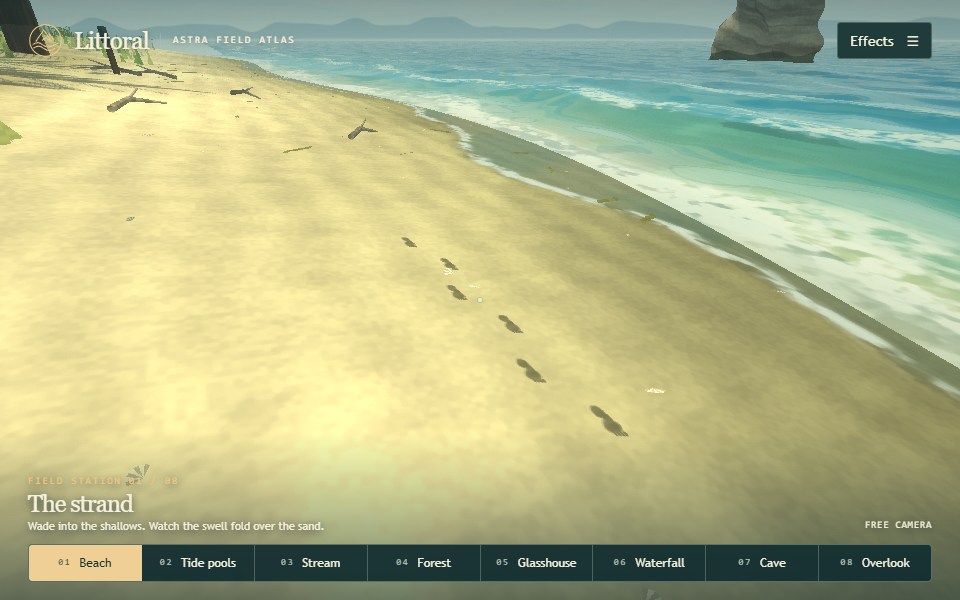 Littoral
ASTRA FIELD ATLAS
Effects
FIELD STATION 01 / 08
The strand
Wade into the shallows. Watch the swell fold over the sand.
FREE CAMERA
01 Beach
02 Tide pools
03 Stream
04 Forest
05 Glasshouse
06 Waterfall
07 Cave
08 Overlook